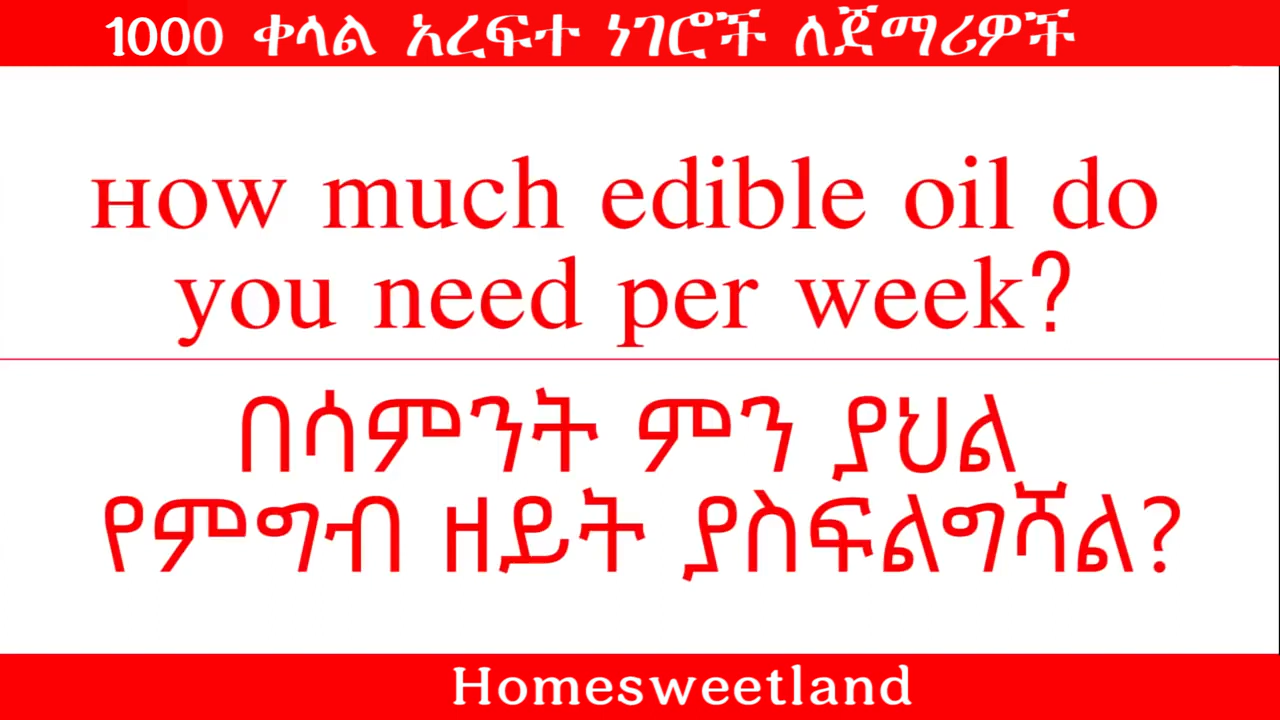 1000 ቀላል አረፍተ ነገሮች ለጀማሪዎች
How much edible oil do
you need per week?
በሳምንት ምን ያህል
የምግብ ዘይት ያስፍልግሻል?
Homesweetland